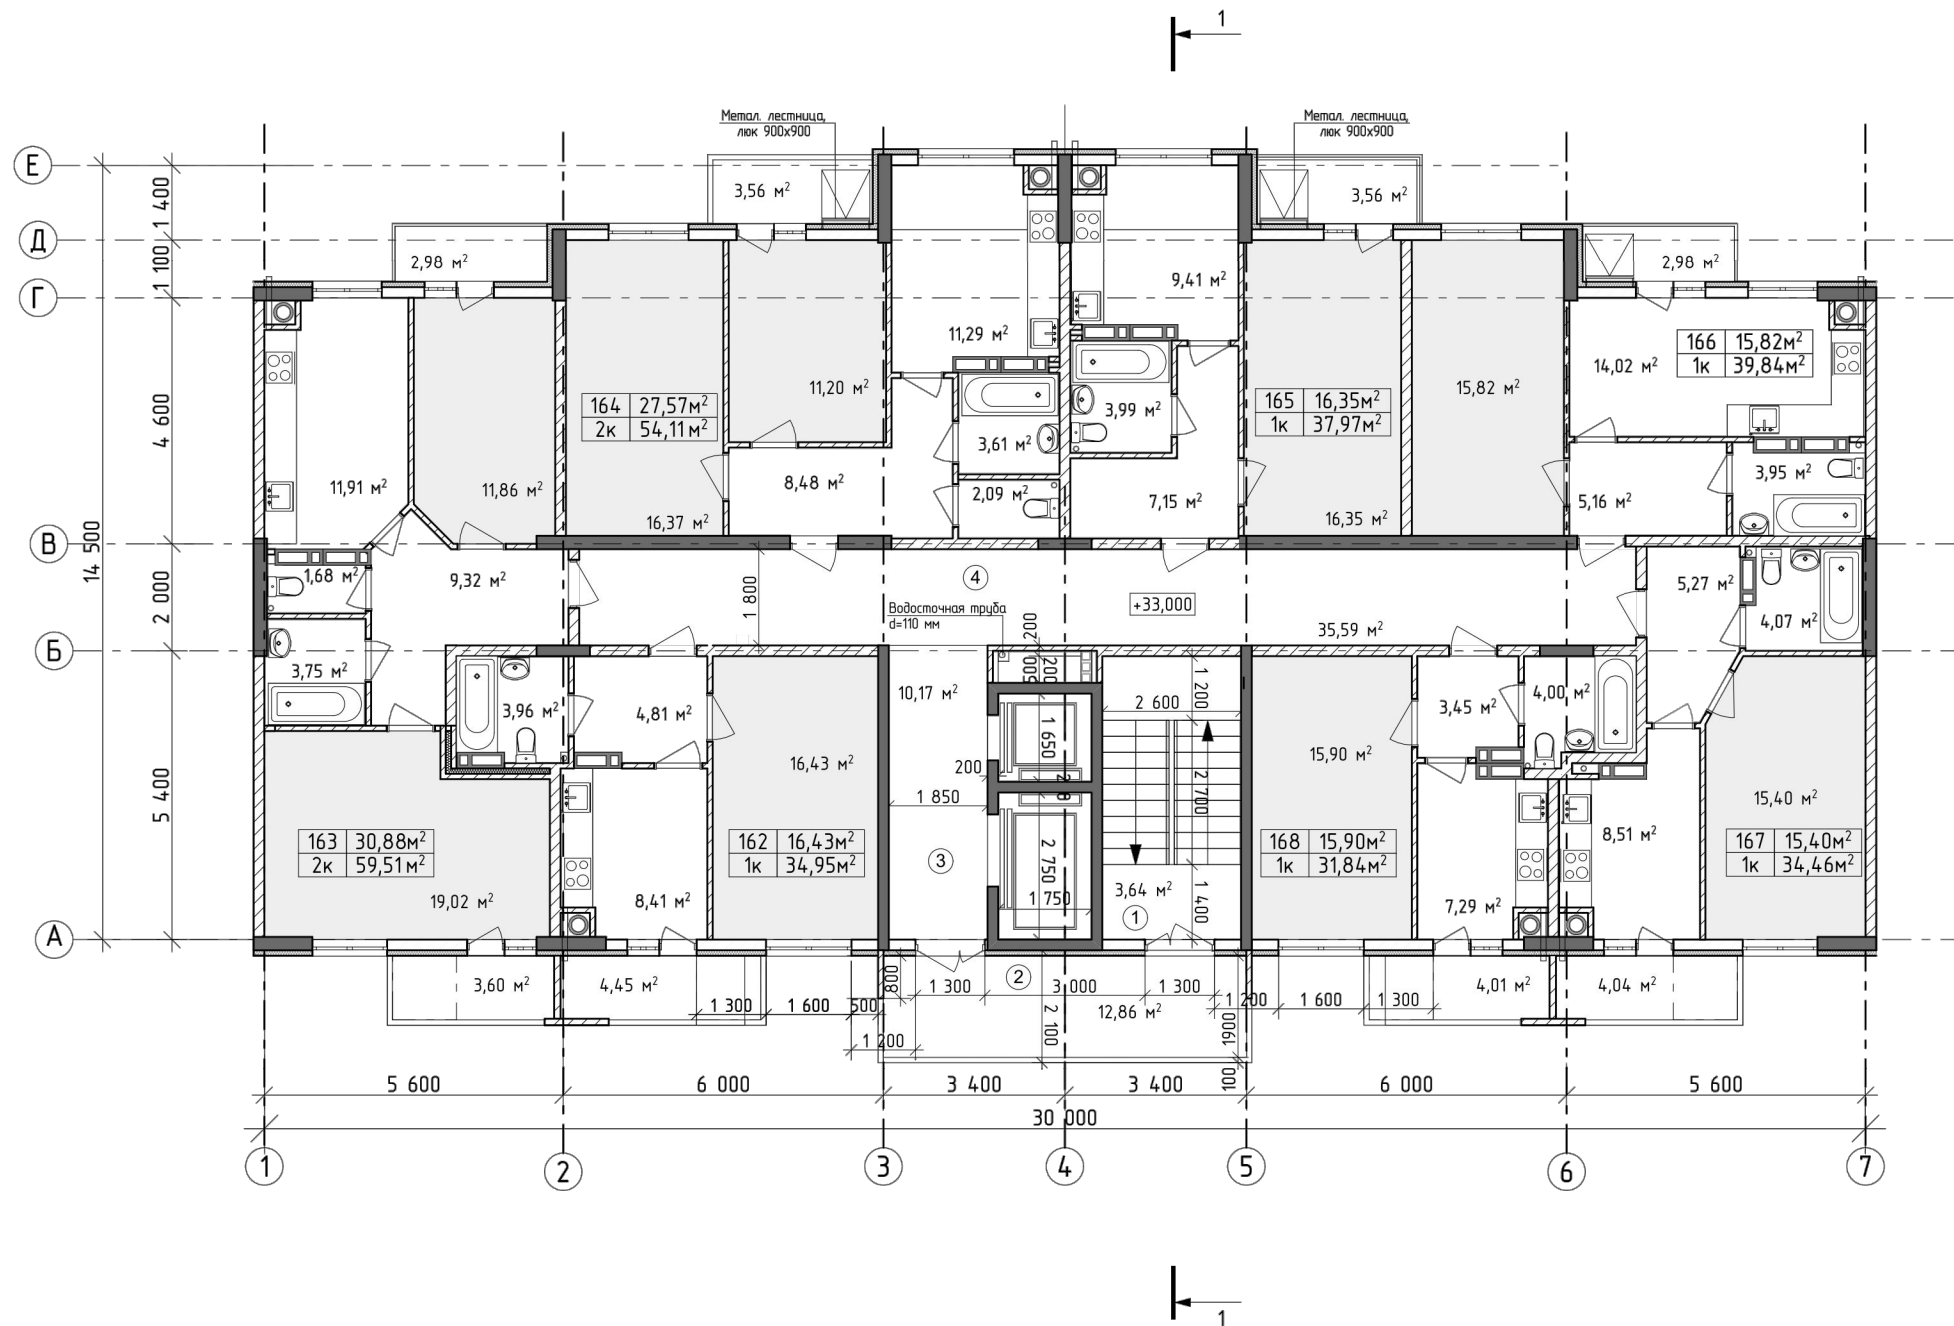 1
Метал. лестница,
люк 900х900
Метал. лестница,
люк 900х900
Е
Д
Г
В
Б
А
1 400
1 100
4 600
2 000
5 400
14 500
3,56 м²
3,56 м²
2,98 м²
2,98 м²
9,41 м²
11,29 м²
166 15,82м²
1к 39,84м²
14,02 м²
11,20 м²
15,82 м²
164 27,57м²
2к 54,11м²
165 16,35м²
1к 37,97м²
3,99 м²
3,61 м²
11,91 м²
11,86 м²
8,48 м²
2,09 м²
7,15 м²
5,16 м²
3,95 м²
16,37 м²
16,35 м²
1,68 м²
9,32 м²
1 800
4
+33,000
5,27 м²
Водосточная труба
d=110 мм
200
35,59 м²
4,07 м²
3,75 м²
3,96 м²
4,81 м²
10,17 м²
200
500
1 200
2 600
3,45 м²
4,00 м²
16,43 м²
200
1 650
2 700
15,90 м²
1 850
15,40 м²
163 30,88м²
2к 59,51м²
162 16,43м²
1к 34,95м²
3
2 750
168 15,90м²
1к 31,84м²
8,51 м²
167 15,40м²
1к 34,46м²
19,02 м²
8,41 м²
1 750
3,64 м²
1
1 400
7,29 м²
3,60 м²
4,45 м²
800
2
1 300
3 000
1 300
4,01 м²
4,04 м²
1 300
1 600
500
12,86 м²
1 200
1 600
1 300
1 200
2 100
1900
100
5 600
6 000
3 400
3 400
6 000
5 600
30 000
1
2
3
4
5
6
7
1